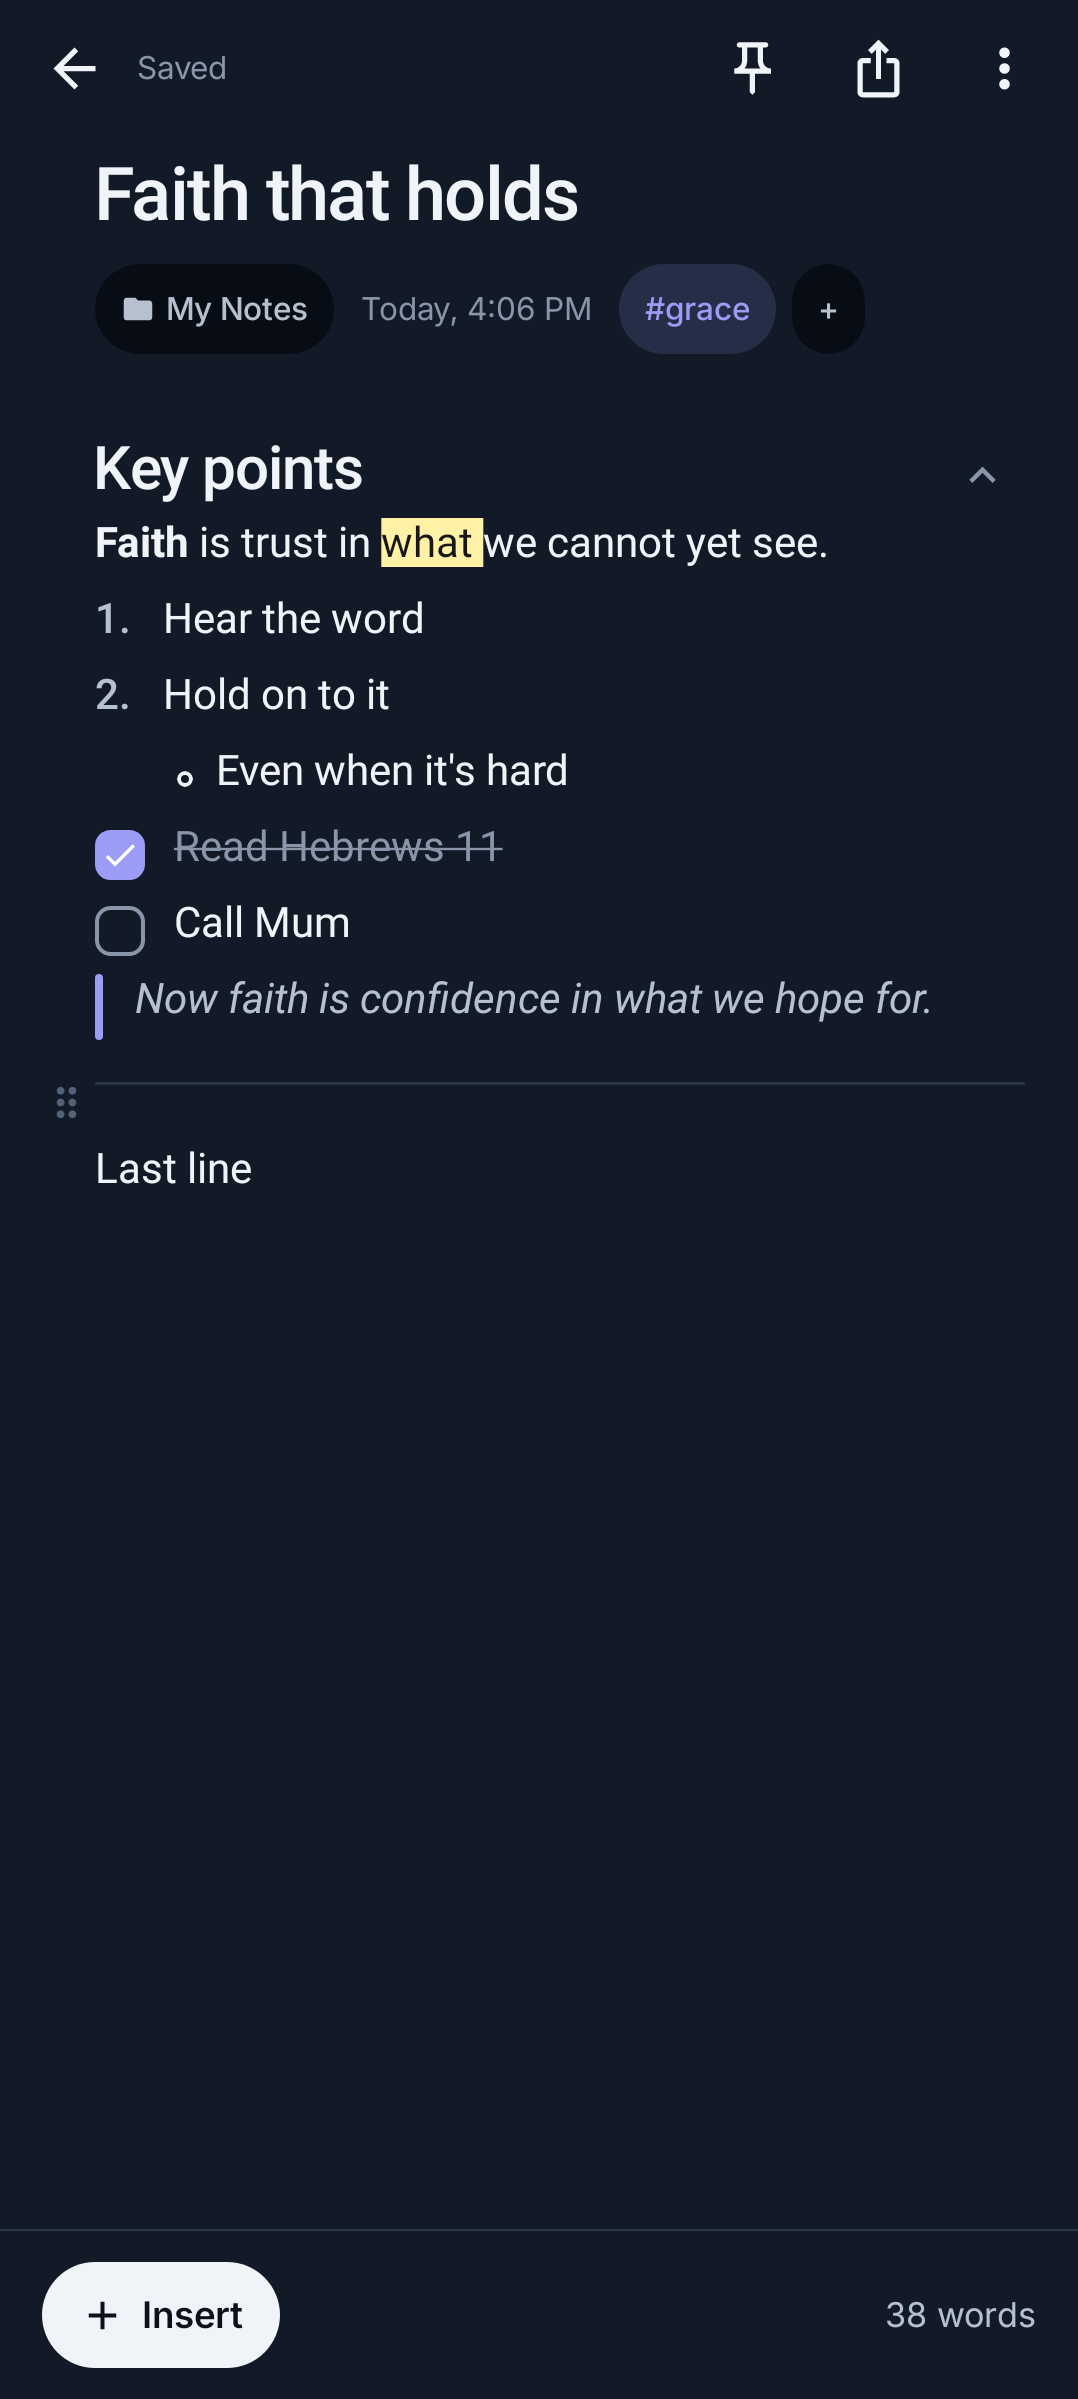 Saved
Faith that holds
My Notes Today, 4:06 PM #grace +
Key points
Faith is trust in what we cannot yet see.
1. Hear the word
2. Hold on to it
Even when it's hard
Read Hebrews 11
Call Mum
Now faith is confidence in what we hope for.
Last line
+ Insert 38 words